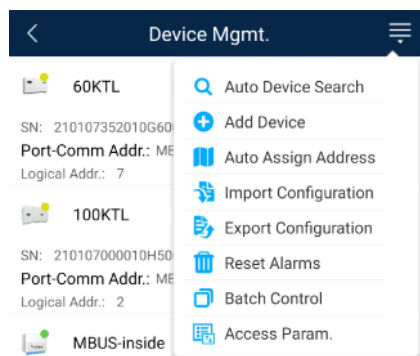 Device Mgmt.
60KTL
SN: 210107352010G60
Port-Comm Addr.: ME
Logical Addr.: 7
100KTL
SN: 210107000010H50
Port-Comm Addr.: ME
Logical Addr.: 2
MBUS-inside
Auto Device Search
Add Device
Auto Assign Address
Import Configuration
Export Configuration
Reset Alarms
Batch Control
Access Param.